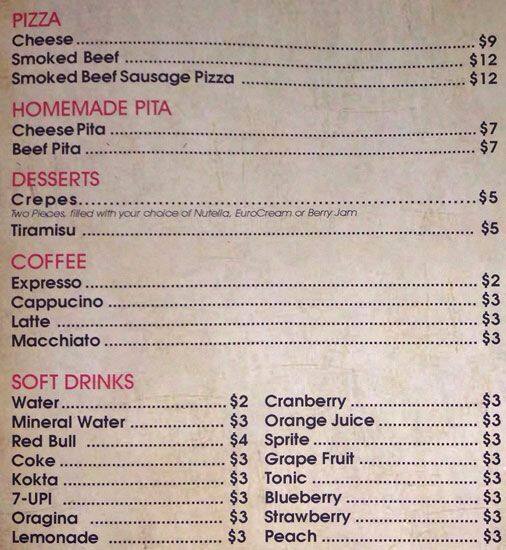 PIZZA
Cheese ........ $9
Smoked Beef ........ $12
Smoked Beef Sausage Pizza ........ $12
HOMEMADE PITA
Cheese Pita ........ $7
Beef Pita ........ $7
DESSERTS
Crepes ........ $5
Two Pieces, filled with your choice of Nutella, EuroCream or Berry Jam
Tiramisu ........ $5
COFFEE
Expresso ........ $2
Cappucino ........ $3
Latte ........ $3
Macchiato ........ $3
SOFT DRINKS
Water ........ $2
Mineral Water ........ $3
Red Bull ........ $4
Coke ........ $3
Kokta ........ $3
7-UP! ........ $3
Oragina ........ $3
Lemonade ........ $3
Cranberry ........ $3
Orange Juice ........ $3
Sprite ........ $3
Grape Fruit ........ $3
Tonic ........ $3
Blueberry ........ $3
Strawberry ........ $3
Peach ........ $3